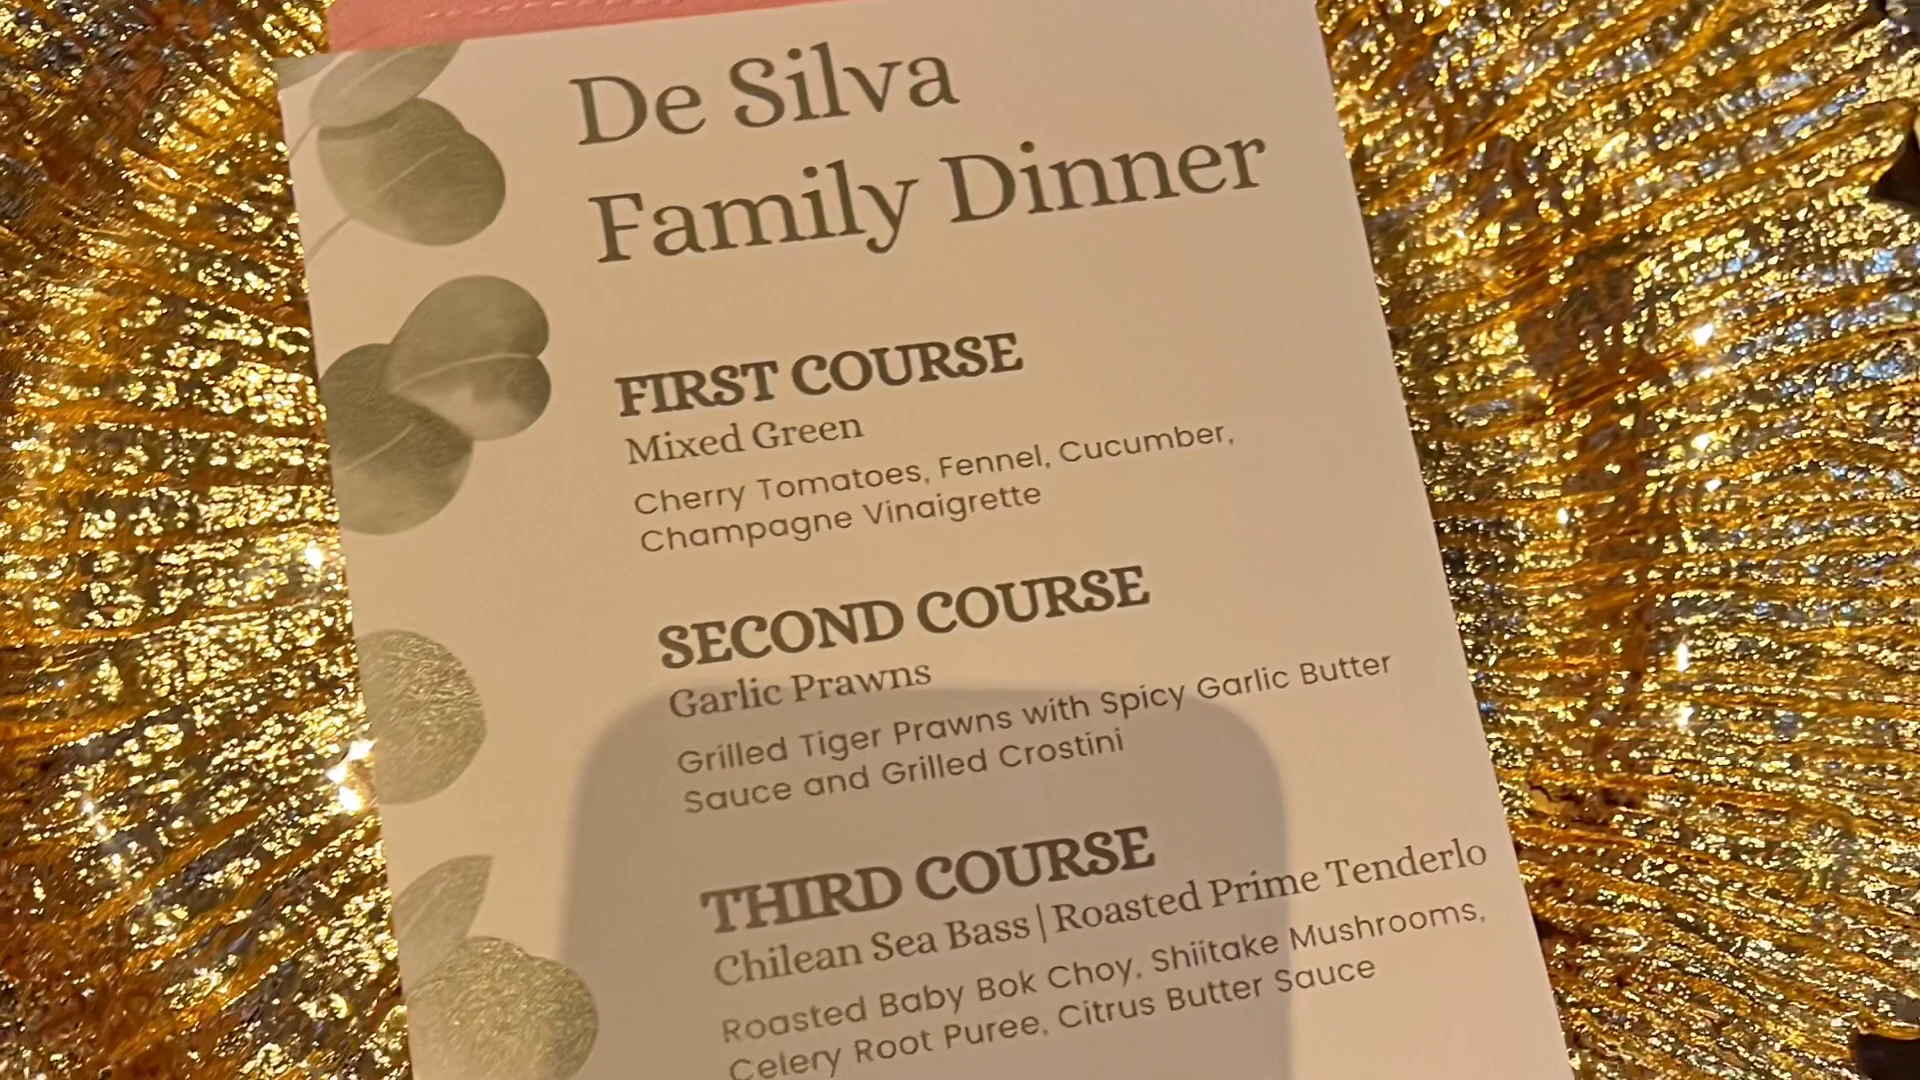 De Silva
Family Dinner
FIRST COURSE
Mixed Green
Cherry Tomatoes, Fennel, Cucumber,
Champagne Vinaigrette
SECOND COURSE
Garlic Prawns
Grilled Tiger Prawns with Spicy Garlic Butter
Sauce and Grilled Crostini
THIRD COURSE
Chilean Sea Bass | Roasted Prime Tenderlo
Roasted Baby Bok Choy, Shiitake Mushrooms,
Celery Root Puree, Citrus Butter Sauce